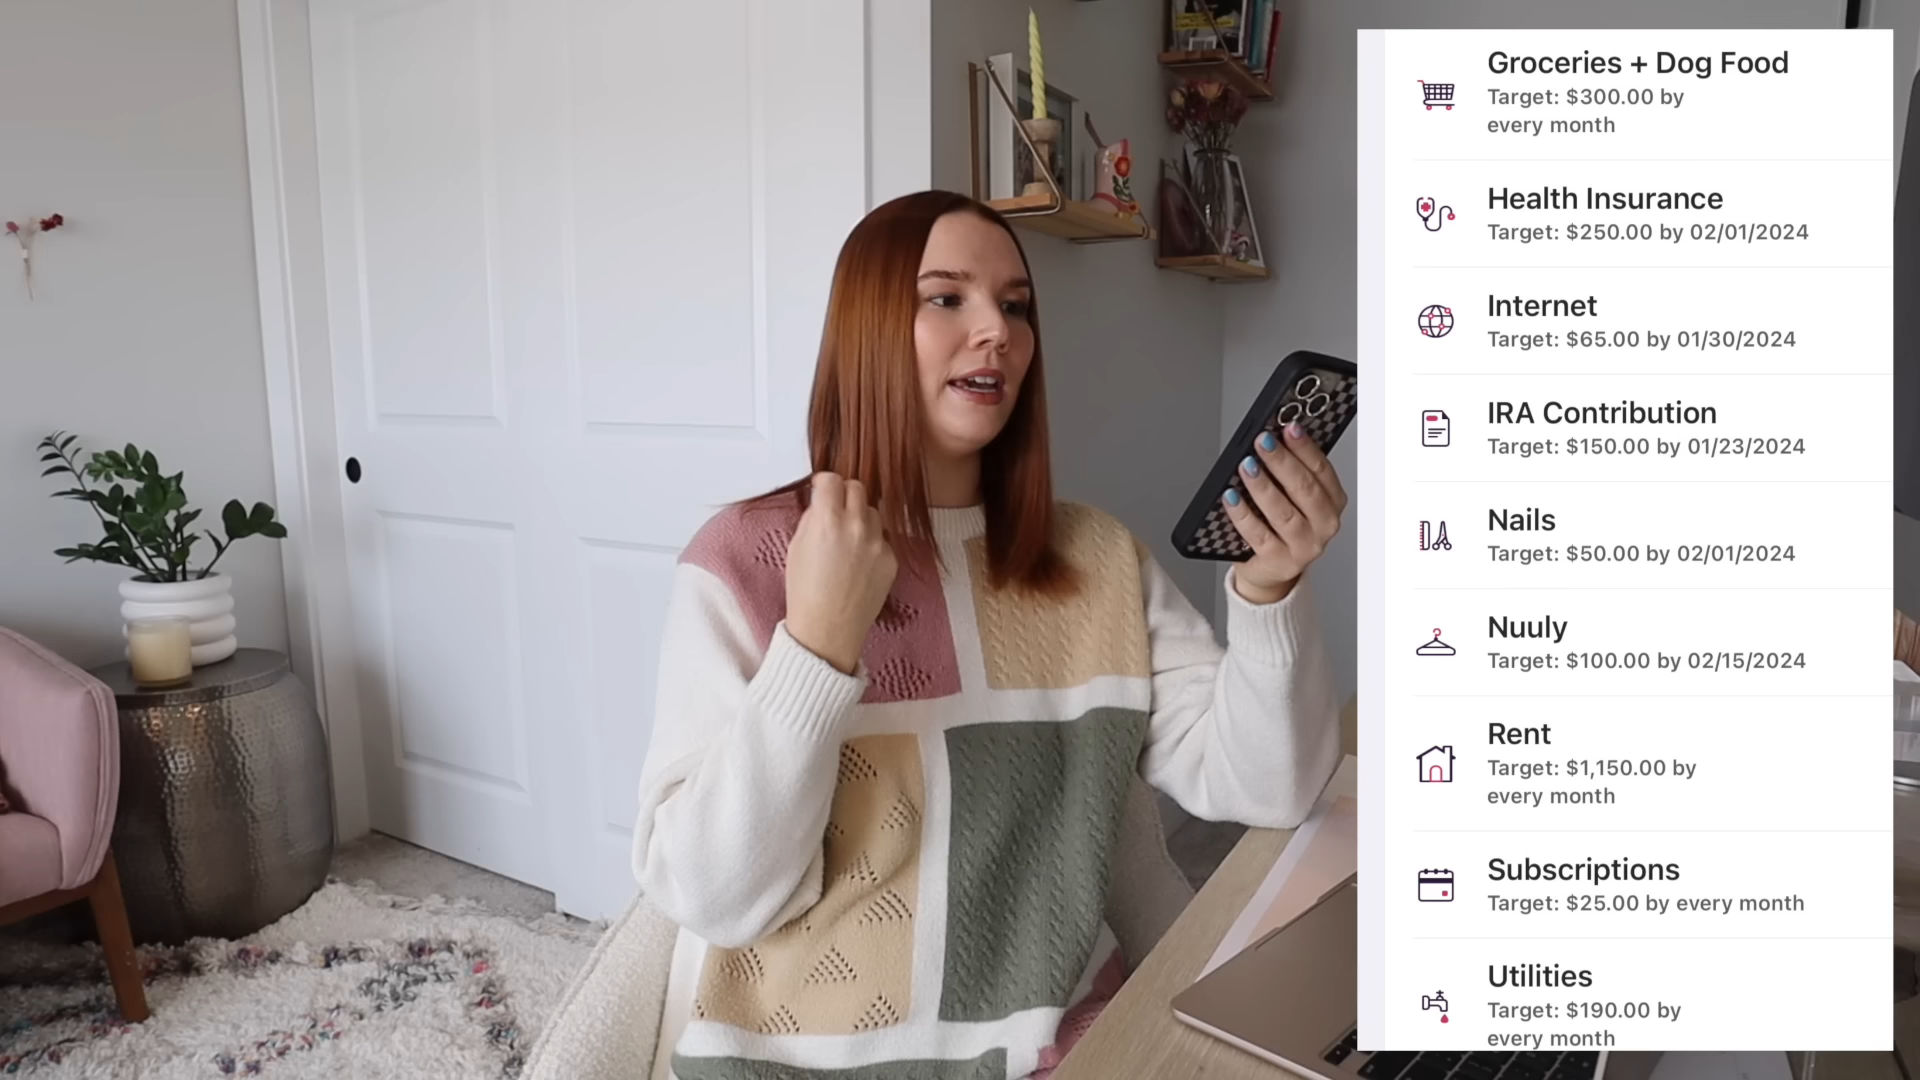 Groceries + Dog Food
Target: $300.00 by
every month
Health Insurance
Target: $250.00 by 02/01/2024
Internet
Target: $65.00 by 01/30/2024
IRA Contribution
Target: $150.00 by 01/23/2024
Nails
Target: $50.00 by 02/01/2024
Nuuly
Target: $100.00 by 02/15/2024
Rent
Target: $1,150.00 by
every month
Subscriptions
Target: $25.00 by every month
Utilities
Target: $190.00 by
every month